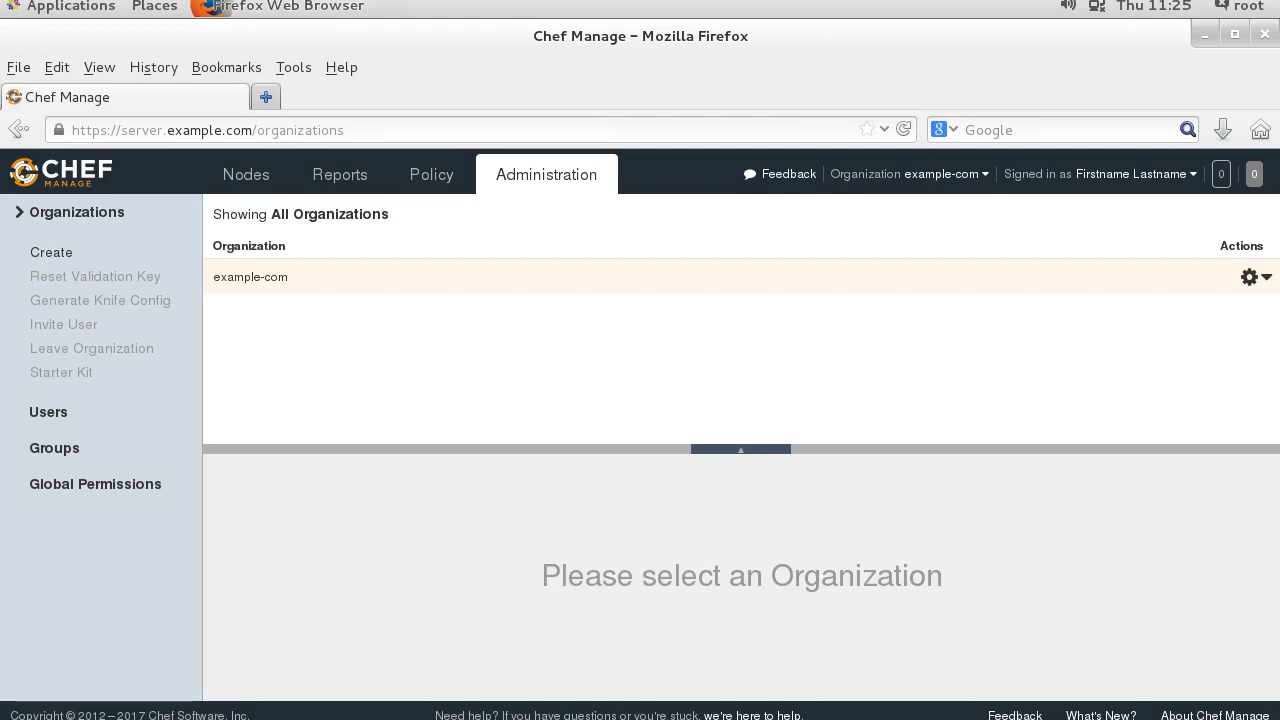 Applications Places Firefox Web Browser Thu 11:25 root
Chef Manage – Mozilla Firefox
File Edit View History Bookmarks Tools Help
Chef Manage
https://server.example.com/organizations Google
CHEF MANAGE Nodes Reports Policy Administration Feedback Organization example-com Signed in as Firstname Lastname 0 0
Organizations
Showing All Organizations
Organization Actions
Create
Reset Validation Key
example-com
Generate Knife Config
Invite User
Leave Organization
Starter Kit
Users
Groups
Global Permissions
Please select an Organization
Copyright © 2012–2017 Chef Software, Inc. Need help? If you have questions or you're stuck, we're here to help. Feedback What's New? About Chef Manage